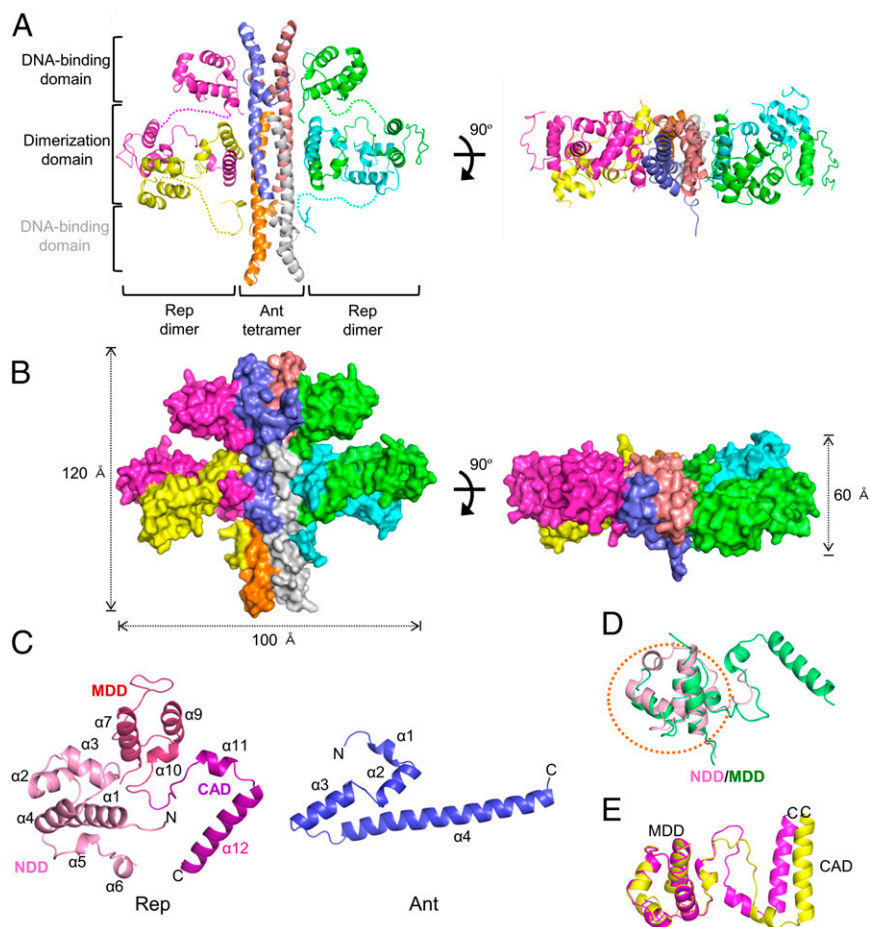 A
DNA-binding
domain
Dimerization
domain
DNA-binding
domain
Rep
dimer
Ant
tetramer
Rep
dimer
90°
B
120 Å
100 Å
90°
60 Å
C
MDD
α7
α9
α3
α2
α1
α10
α11
α4
N
CAD
α5
NDD
α6
C
α12
Rep
N
α1
α3
α2
C
α4
Ant
D
NDD/MDD
E
MDD
C C
CAD